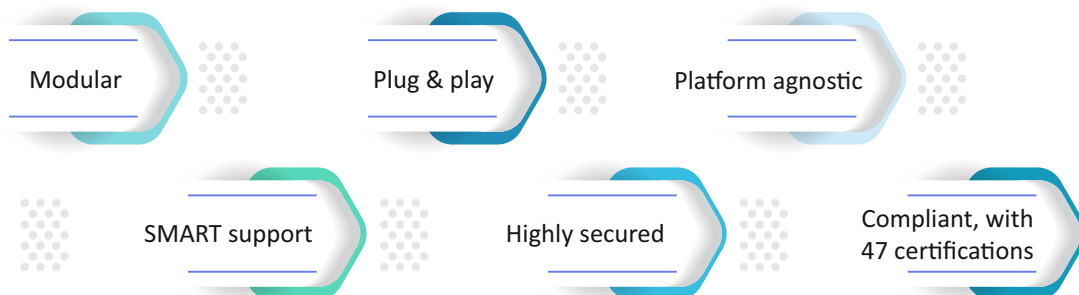 Modular
Plug & play
Platform agnostic
SMART support
Highly secured
Compliant, with
47 certifications